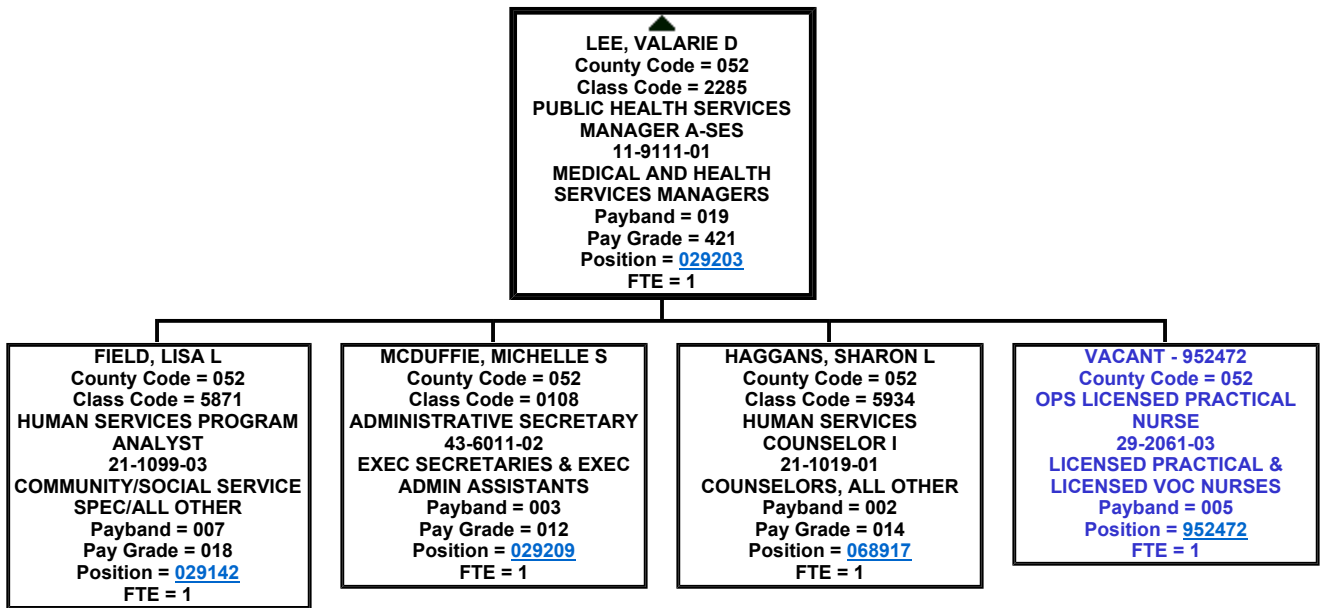 LEE, VALARIE D
County Code = 052
Class Code = 2285
PUBLIC HEALTH SERVICES
MANAGER A-SES
11-9111-01
MEDICAL AND HEALTH
SERVICES MANAGERS
Payband = 019
Pay Grade = 421
Position = 029203
FTE = 1
FIELD, LISA L
County Code = 052
Class Code = 5871
HUMAN SERVICES PROGRAM
ANALYST
21-1099-03
COMMUNITY/SOCIAL SERVICE
SPEC/ALL OTHER
Payband = 007
Pay Grade = 018
Position = 029142
FTE = 1
MCDUFFIE, MICHELLE S
County Code = 052
Class Code = 0108
ADMINISTRATIVE SECRETARY
43-6011-02
EXEC SECRETARIES & EXEC
ADMIN ASSISTANTS
Payband = 003
Pay Grade = 012
Position = 029209
FTE = 1
HAGGANS, SHARON L
County Code = 052
Class Code = 5934
HUMAN SERVICES
COUNSELOR I
21-1019-01
COUNSELORS, ALL OTHER
Payband = 002
Pay Grade = 014
Position = 068917
FTE = 1
VACANT - 952472
County Code = 052
OPS LICENSED PRACTICAL
NURSE
29-2061-03
LICENSED PRACTICAL &
LICENSED VOC NURSES
Payband = 005
Position = 952472
FTE = 1